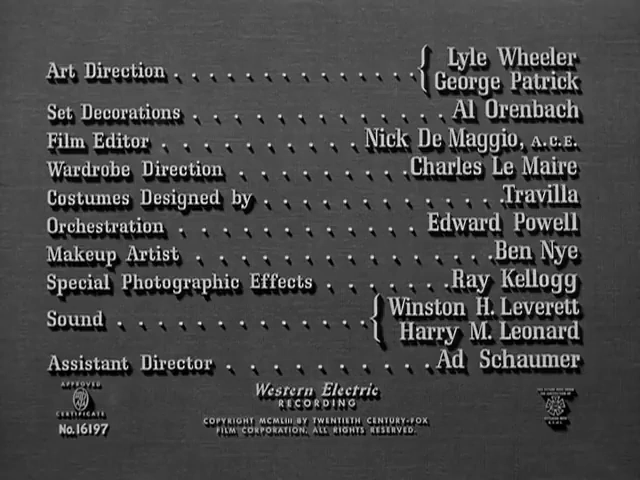 Art Direction . . . . . . . . . . . . . { Lyle Wheeler
George Patrick
Set Decorations . . . . . . . . . . . Al Orenbach
Film Editor . . . . . . . . . Nick De Maggio, A.C.E.
Wardrobe Direction . . . . . . . . Charles Le Maire
Costumes Designed by . . . . . . . . . . . Travilla
Orchestration . . . . . . . . . . . Edward Powell
Makeup Artist . . . . . . . . . . . . . Ben Nye
Special Photographic Effects . . . . . . Ray Kellogg
Sound . . . . . . . . . . . { Winston H. Leverett
Harry M. Leonard
Assistant Director . . . . . . . . . Ad Schaumer
APPROVED
CERTIFICATE
No. 16197
Western Electric
RECORDING
COPYRIGHT MCMLIII BY TWENTIETH CENTURY-FOX
FILM CORPORATION. ALL RIGHTS RESERVED.